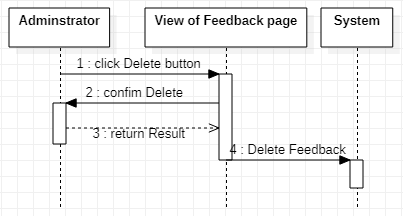 Adminstrator
View of Feedback page
System
1 : click Delete button
2 : confim Delete
3 : return Result
4 : Delete Feedback